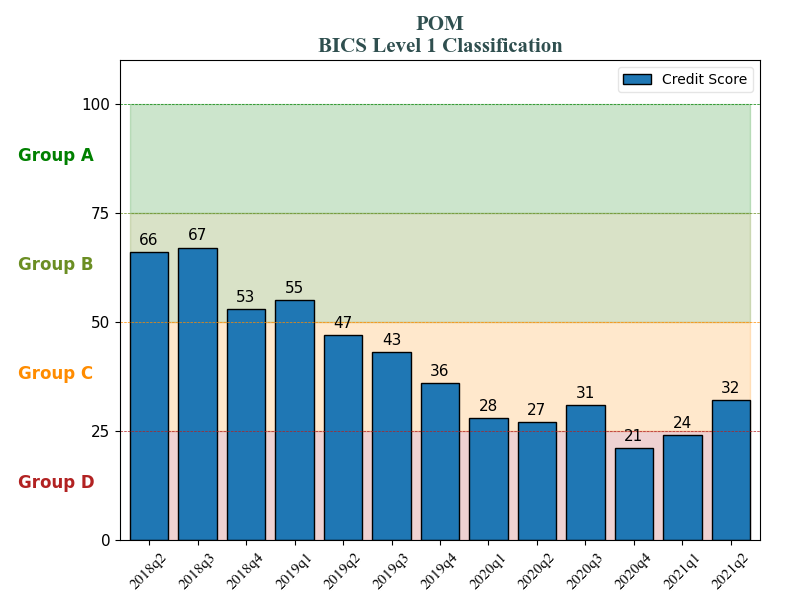 POM
BICS Level 1 Classification
Credit Score
100
Group A
75
66 67
Group B
53 55
50
47 43
Group C
36
28 27 31 21 24 32
25
Group D
0
2018q2 2018q3 2018q4 2019q1 2019q2 2019q3 2019q4 2020q1 2020q2 2020q3 2020q4 2021q1 2021q2